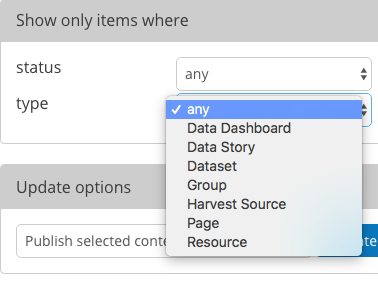 Show only items where
status
any
type
✓ any
Data Dashboard
Data Story
Dataset
Group
Harvest Source
Page
Resource
Update options
Publish selected